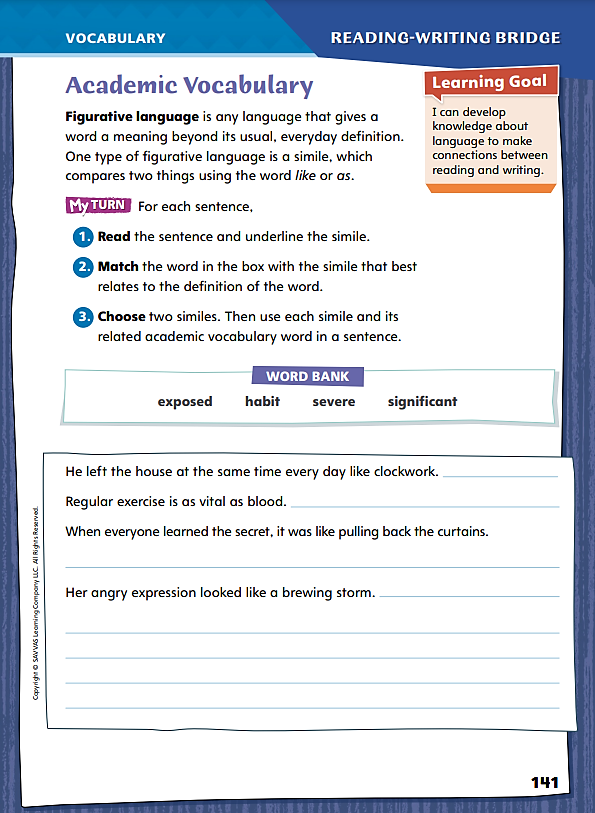 VOCABULARY
READING-WRITING BRIDGE
Academic Vocabulary
Figurative language is any language that gives a
word a meaning beyond its usual, everyday definition.
One type of figurative language is a simile, which
compares two things using the word like or as.
Learning Goal
I can develop
knowledge about
language to make
connections between
reading and writing.
My TURN For each sentence,
1. Read the sentence and underline the simile.
2. Match the word in the box with the simile that best
relates to the definition of the word.
3. Choose two similes. Then use each simile and its
related academic vocabulary word in a sentence.
WORD BANK
exposed habit severe significant
He left the house at the same time every day like clockwork.
Regular exercise is as vital as blood.
When everyone learned the secret, it was like pulling back the curtains.
Her angry expression looked like a brewing storm.
Copyright © SAVVAS Learning Company LLC. All Rights Reserved.
141